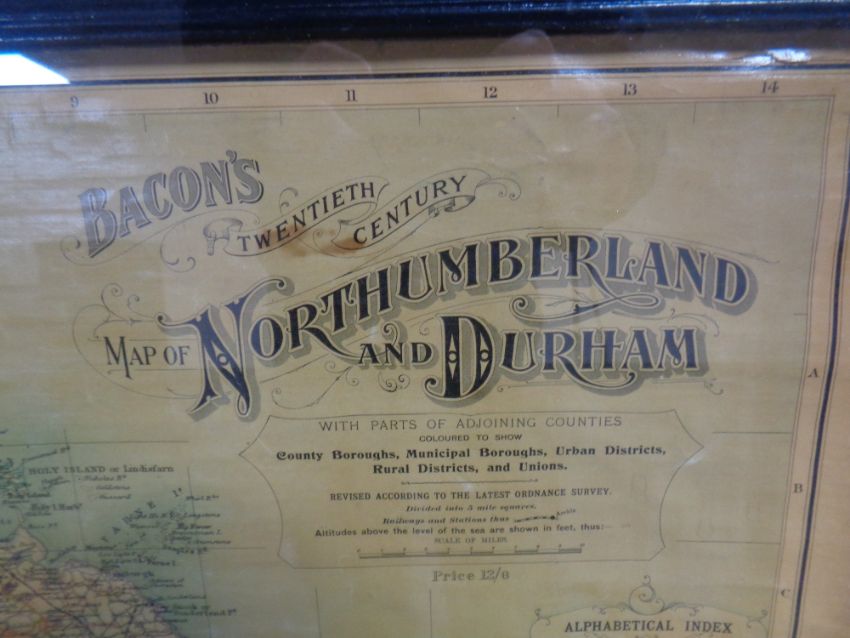 9 10 11 12 13 14
BACON'S
TWENTIETH CENTURY
MAP OF NORTHUMBERLAND
AND DURHAM
A
WITH PARTS OF ADJOINING COUNTIES
COLOURED TO SHOW
County Boroughs, Municipal Boroughs, Urban Districts,
Rural Districts, and Unions.
REVISED ACCORDING TO THE LATEST ORDNANCE SURVEY.
Divided into 5 mile squares.
Railways and Stations thus
Altitudes above the level of the sea are shown in feet, thus:
SCALE OF MILES
B
Price 12/6
C
ALPHABETICAL INDEX
HOLY ISLAND or Lindisfarn
FARNE Is